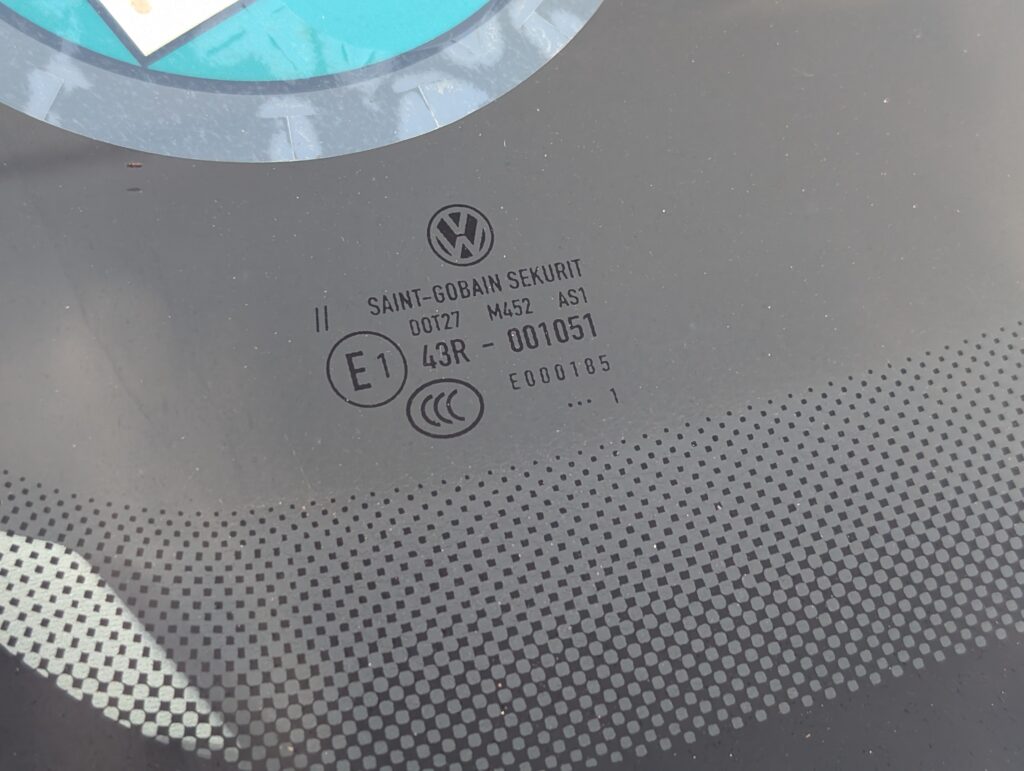 SAINT-GOBAIN SEKURIT
II DOT27 M452 AS1
E1 43R - 001051
CCC E000185
... 1